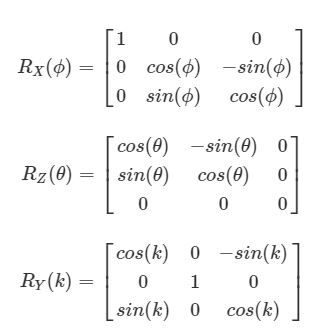 R_X(ϕ) = [1 0 0
0 cos(ϕ) −sin(ϕ)
0 sin(ϕ) cos(ϕ)]
R_Z(θ) = [cos(θ) −sin(θ) 0
sin(θ) cos(θ) 0
0 0 0]
R_Y(k) = [cos(k) 0 −sin(k)
0 1 0
sin(k) 0 cos(k)]